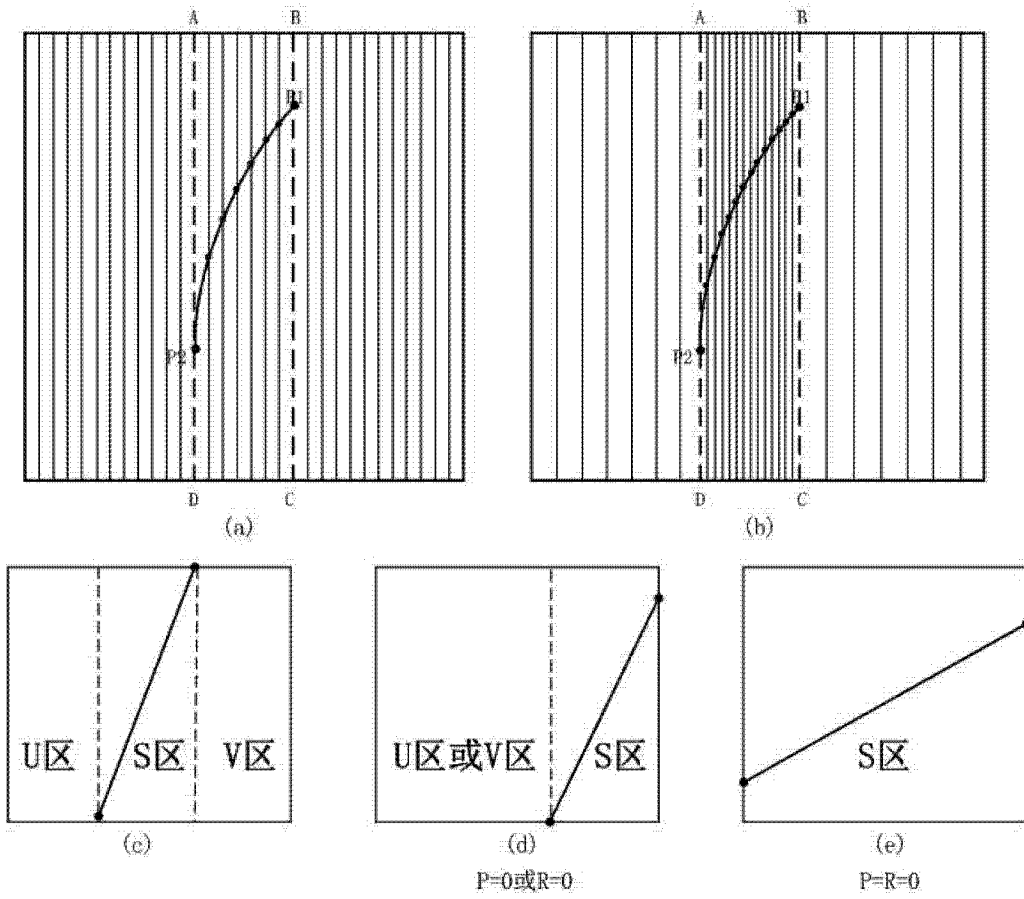 A B A B
P1 P1
P2 P2
D C D C
(a) (b)
U区 S区 V区 U区或V区 S区 S区
(c) (d) (e)
P=0或R=0 P=R=0